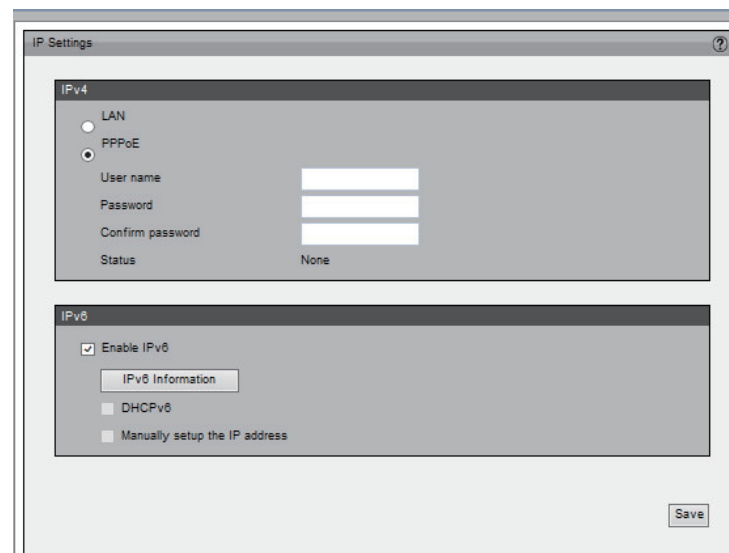 IP Settings
?
IPv4
LAN
PPPoE
User name
Password
Confirm password
Status None
IPv6
Enable IPv6
IPv6 Information
DHCPv6
Manually setup the IP address
Save